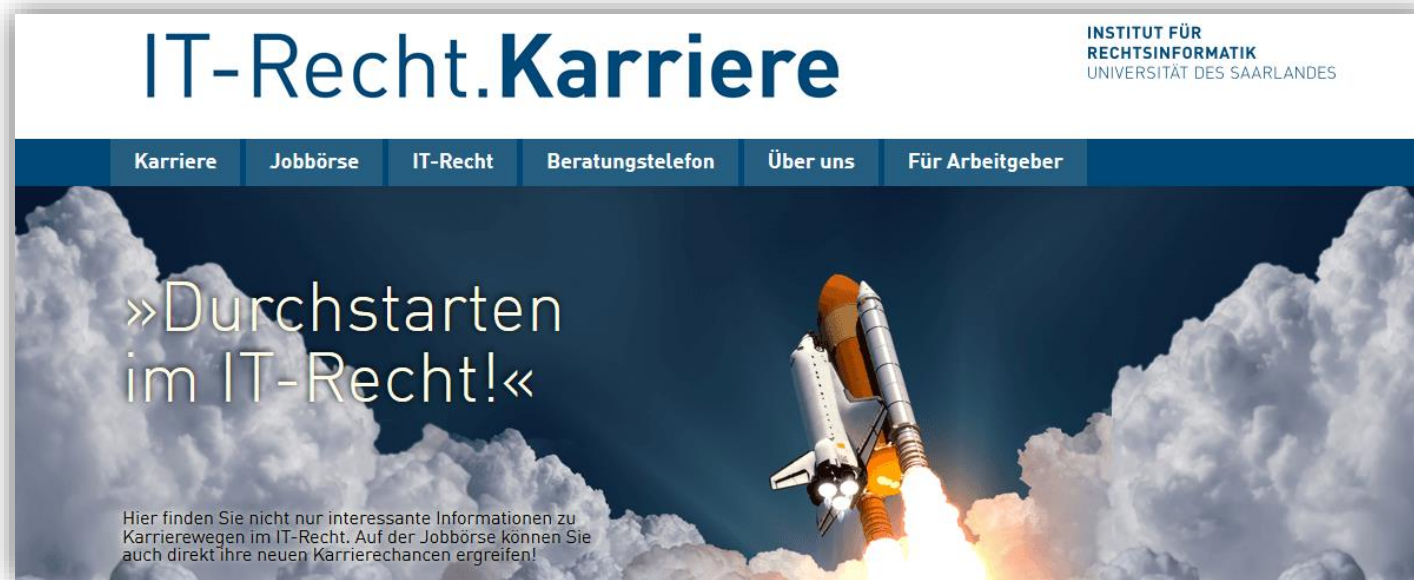 IT-Recht.Karriere
INSTITUT FÜR
RECHTSINFORMATIK
UNIVERSITÄT DES SAARLANDES
Karriere Jobbörse IT-Recht Beratungstelefon Über uns Für Arbeitgeber
»Durchstarten
im IT-Recht!«
Hier finden Sie nicht nur interessante Informationen zu
Karrierewegen im IT-Recht. Auf der Jobbörse können Sie
auch direkt ihre neuen Karrierechancen ergreifen!